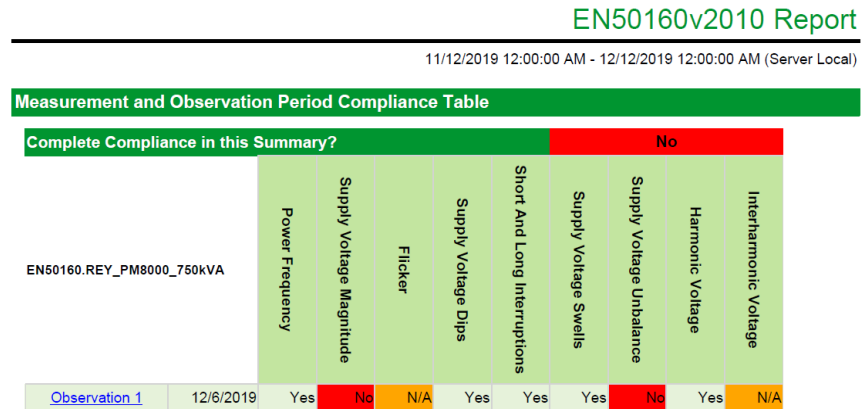 EN50160v2010 Report
11/12/2019 12:00:00 AM - 12/12/2019 12:00:00 AM (Server Local)
Measurement and Observation Period Compliance Table
Complete Compliance in this Summary? No
EN50160.REY_PM8000_750kVA
Power Frequency
Supply Voltage Magnitude
Flicker
Supply Voltage Dips
Short And Long Interruptions
Supply Voltage Swells
Supply Voltage Unbalance
Harmonic Voltage
Interharmonic Voltage
Observation 1 12/6/2019 Yes No N/A Yes Yes Yes No Yes N/A